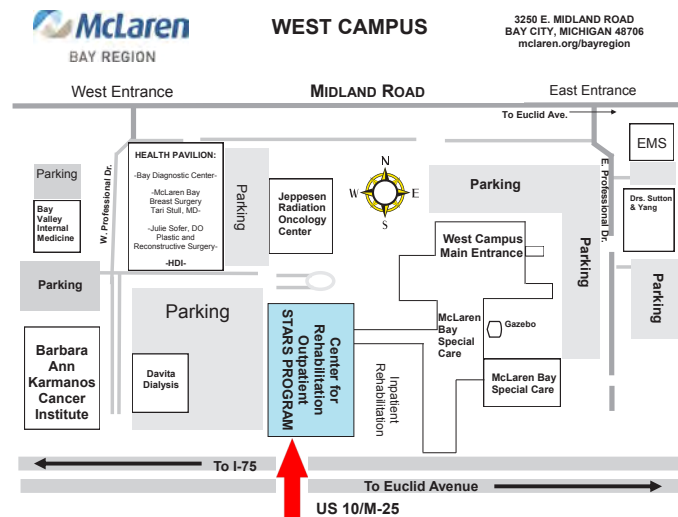 McLaren
BAY REGION
WEST CAMPUS
3250 E. MIDLAND ROAD
BAY CITY, MICHIGAN 48706
mclaren.org/bayregion
West Entrance
MIDLAND ROAD
East Entrance
To Euclid Ave.
EMS
HEALTH PAVILION:
-Bay Diagnostic Center-
-McLaren Bay
Breast Surgery
Tari Stull, MD-
-Julie Sofer, DO
Plastic and
Reconstructive Surgery-
-HDI-
W. Professional Dr.
Parking
Bay
Valley
Internal
Medicine
Parking
Parking
Jeppesen
Radiation
Oncology
Center
N
W
E
S
Parking
E. Professional Dr.
Drs. Sutton
& Yang
West Campus
Main Entrance
Parking
Parking
Parking
McLaren
Bay
Special
Care
Gazebo
Center for
Rehabilitation
Outpatient
STARS PROGRAM
Inpatient
Rehabilitation
McLaren Bay
Special Care
Barbara
Ann
Karmanos
Cancer
Institute
Davita
Dialysis
To I-75
To Euclid Avenue
US 10/M-25